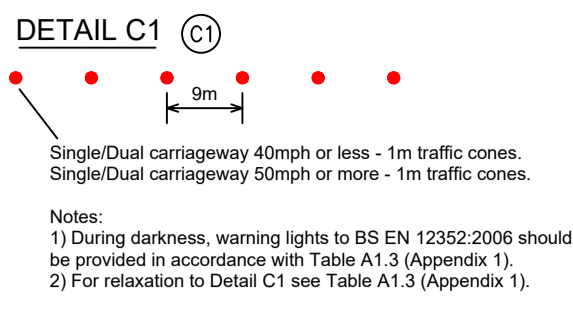 DETAIL C1 C1
9m
Single/Dual carriageway 40mph or less - 1m traffic cones.
Single/Dual carriageway 50mph or more - 1m traffic cones.
Notes:
1) During darkness, warning lights to BS EN 12352:2006 should
be provided in accordance with Table A1.3 (Appendix 1).
2) For relaxation to Detail C1 see Table A1.3 (Appendix 1).